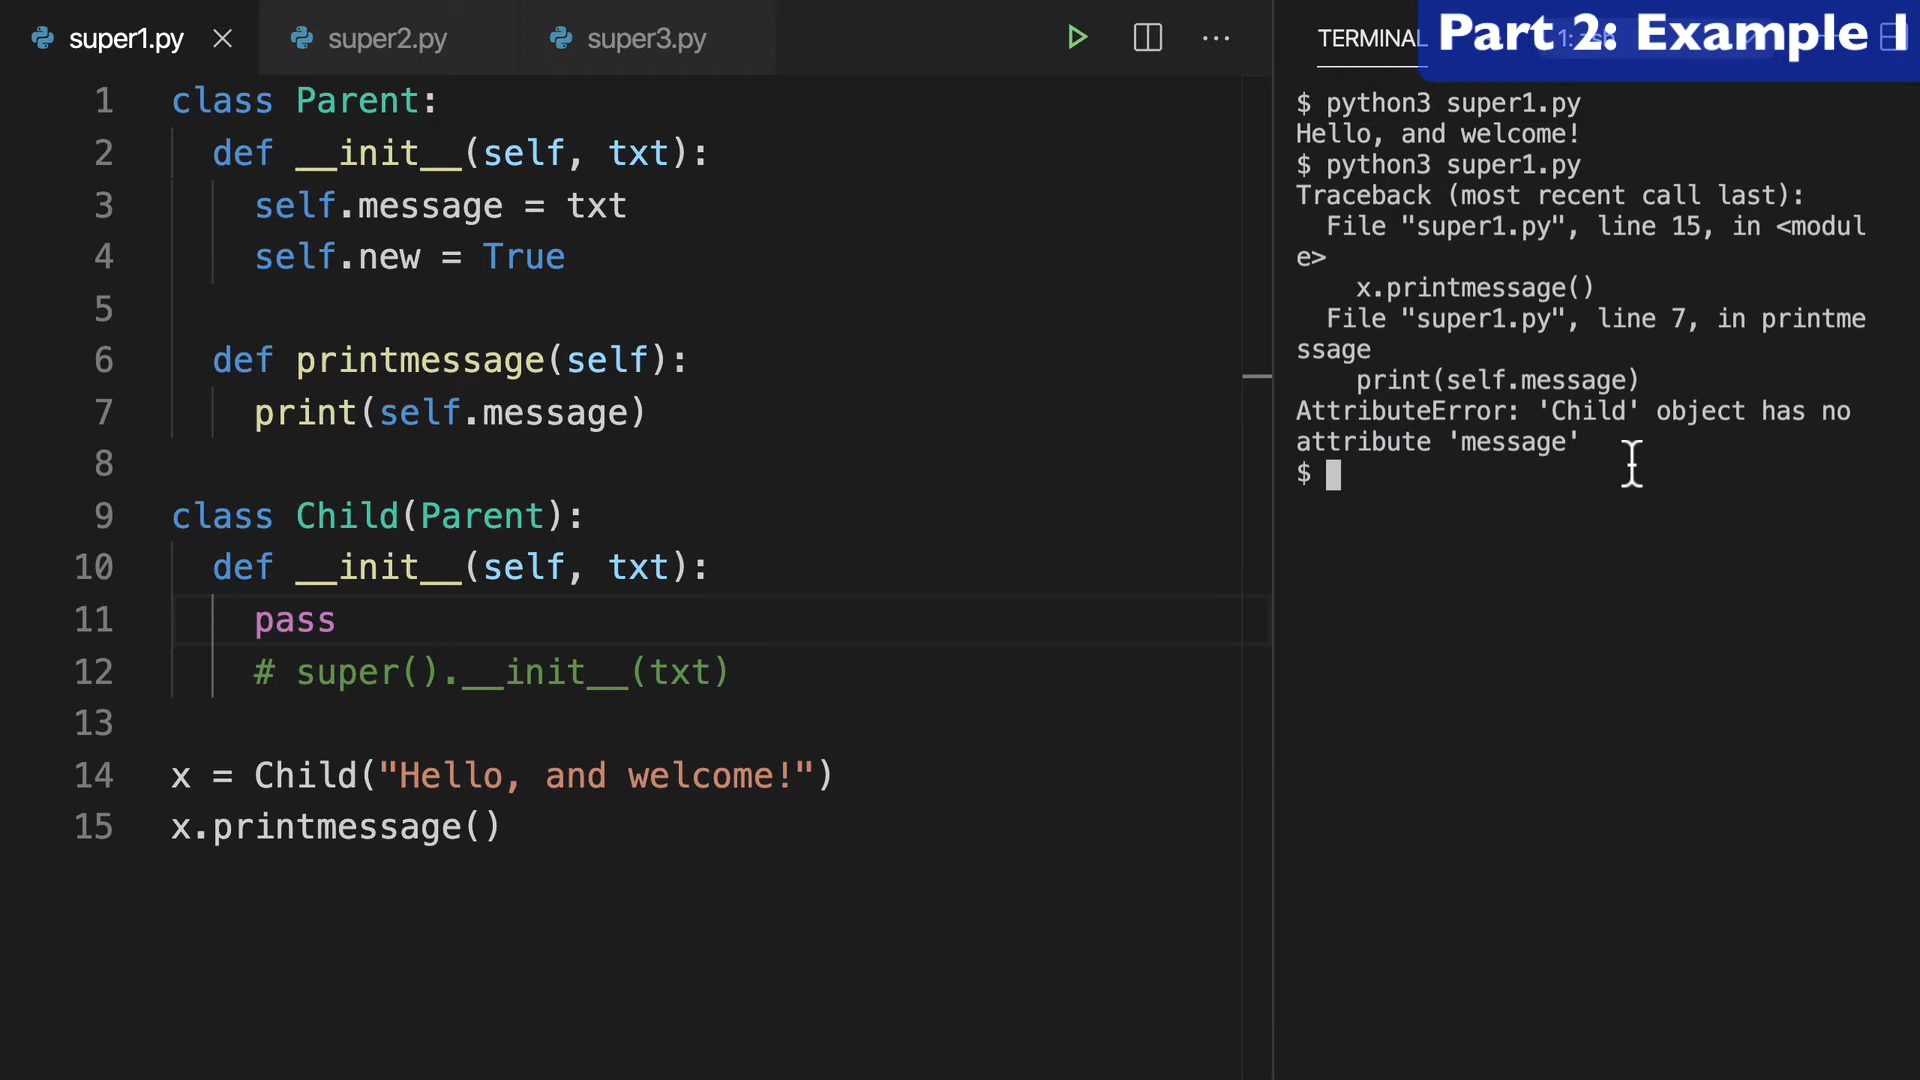 super1.py
super2.py
super3.py
TERMINAL
Part 2: Example I
1 class Parent:
2 def __init__(self, txt):
3 self.message = txt
4 self.new = True
5
6 def printmessage(self):
7 print(self.message)
8
9 class Child(Parent):
10 def __init__(self, txt):
11 pass
12 # super().__init__(txt)
13
14 x = Child("Hello, and welcome!")
15 x.printmessage()
$ python3 super1.py
Hello, and welcome!
$ python3 super1.py
Traceback (most recent call last):
File "super1.py", line 15, in <modul
e>
x.printmessage()
File "super1.py", line 7, in printme
ssage
print(self.message)
AttributeError: 'Child' object has no
attribute 'message'
$